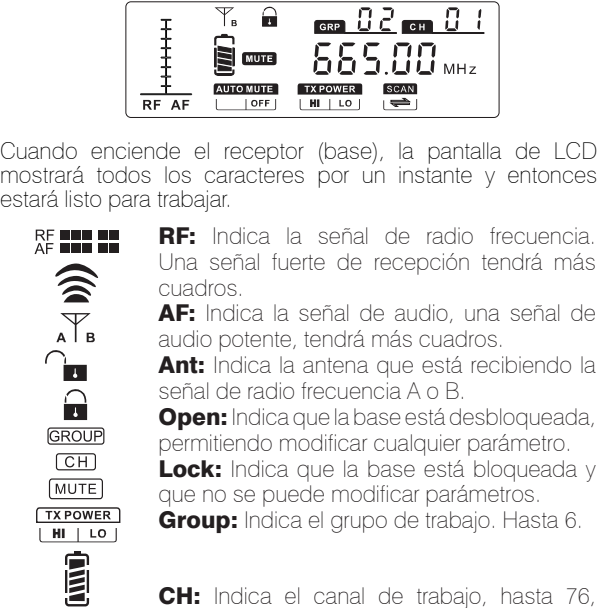 B
GRP 02 CH 01
MUTE 665.00 MHz
AUTO MUTE TX POWER SCAN
RF AF OFF HI LO
Cuando enciende el receptor (base), la pantalla de LCD
mostrará todos los caracteres por un instante y entonces
estará listo para trabajar.
RF
AF
A B
GROUP
CH
MUTE
TX POWER
HI LO
RF: Indica la señal de radio frecuencia.
Una señal fuerte de recepción tendrá más
cuadros.
AF: Indica la señal de audio, una señal de
audio potente, tendrá más cuadros.
Ant: Indica la antena que está recibiendo la
señal de radio frecuencia A o B.
Open: Indica que la base está desbloqueada,
permitiendo modificar cualquier parámetro.
Lock: Indica que la base está bloqueada y
que no se puede modificar parámetros.
Group: Indica el grupo de trabajo. Hasta 6.
CH: Indica el canal de trabajo, hasta 76,